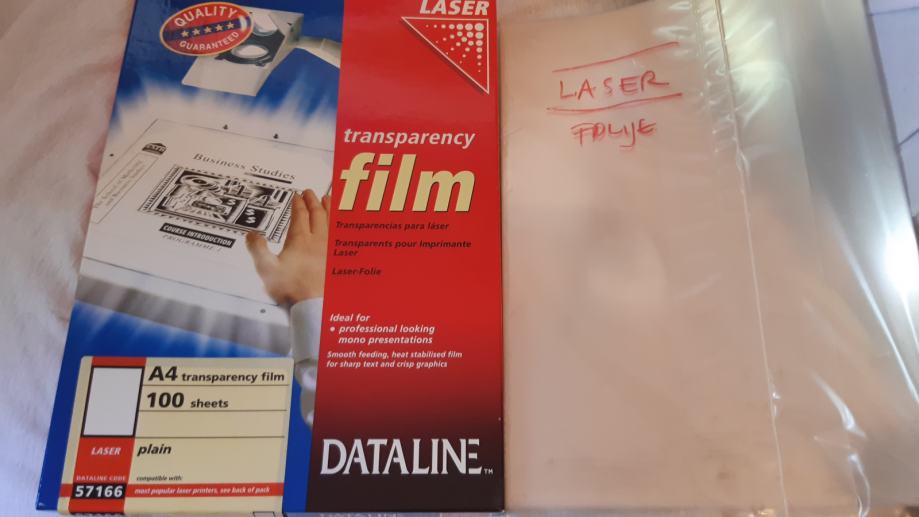 QUALITY
GUARANTEED
LASER
transparency
film
Transparencias para láser
Transparents pour Imprimante
Laser
Laser-Folie
Ideal for
• professional looking
mono presentations
Smooth feeding, heat stabilised film
for sharp text and crisp graphics
DATALINE™
Business Studies
COURSE INTRODUCTION
PROGRAMME 1
A4 transparency film
100 sheets
LASER
plain
DATALINE CODE
57166
compatible with:
most popular laser printers, see back of pack
LASER
FOLIJE